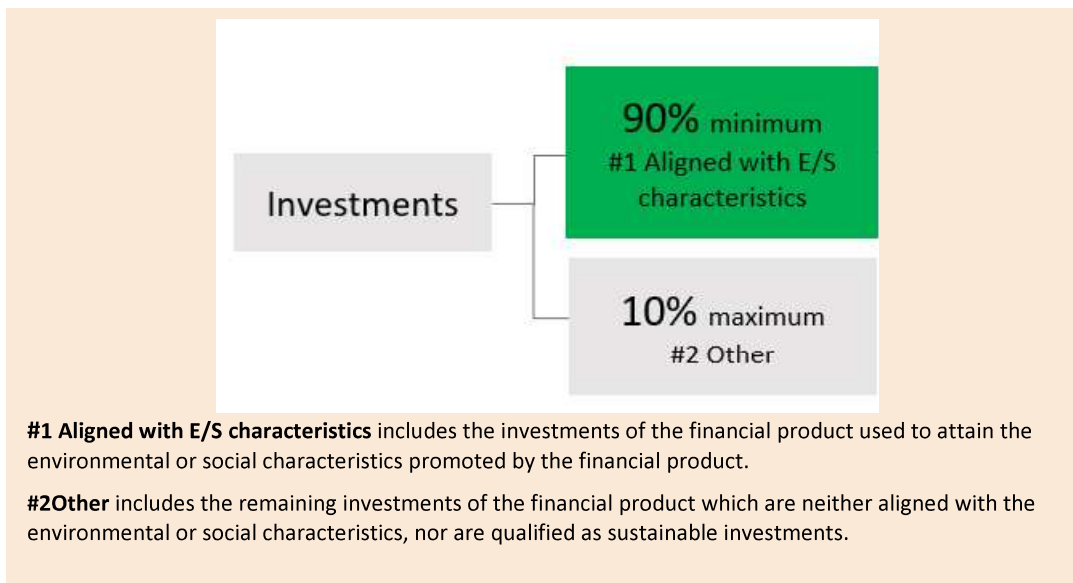 Investments
90% minimum
#1 Aligned with E/S
characteristics
10% maximum
#2 Other
#1 Aligned with E/S characteristics includes the investments of the financial product used to attain the
environmental or social characteristics promoted by the financial product.
#2Other includes the remaining investments of the financial product which are neither aligned with the
environmental or social characteristics, nor are qualified as sustainable investments.